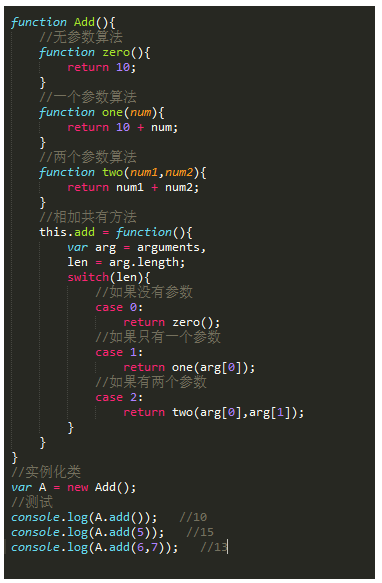 function Add(){
    //无参数算法
    function zero(){
        return 10;
    }
    //一个参数算法
    function one(num){
        return 10 + num;
    }
    //两个参数算法
    function two(num1,num2){
        return num1 + num2;
    }
    //相加共有方法
    this.add = function(){
        var arg = arguments,
        len = arg.length;
        switch(len){
            //如果没有参数
            case 0:
                return zero();
            //如果只有一个参数
            case 1:
                return one(arg[0]);
            //如果有两个参数
            case 2:
                return two(arg[0],arg[1]);
        }
    }
}
//实例化类
var A = new Add();
//测试
console.log(A.add());   //10
console.log(A.add(5));   //15
console.log(A.add(6,7));   //13